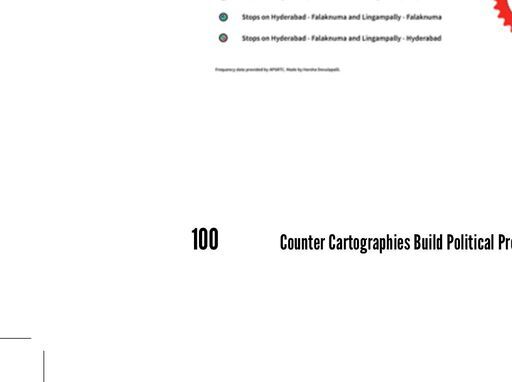 Stops on Hyderabad - Falaknuma and Lingampally - Falaknuma
Stops on Hyderabad - Falaknuma and Lingampally - Hyderabad
Frequency data provided by APSRTC. Made by Harsha Devulapalli.
100 Counter Cartographies Build Political Pr